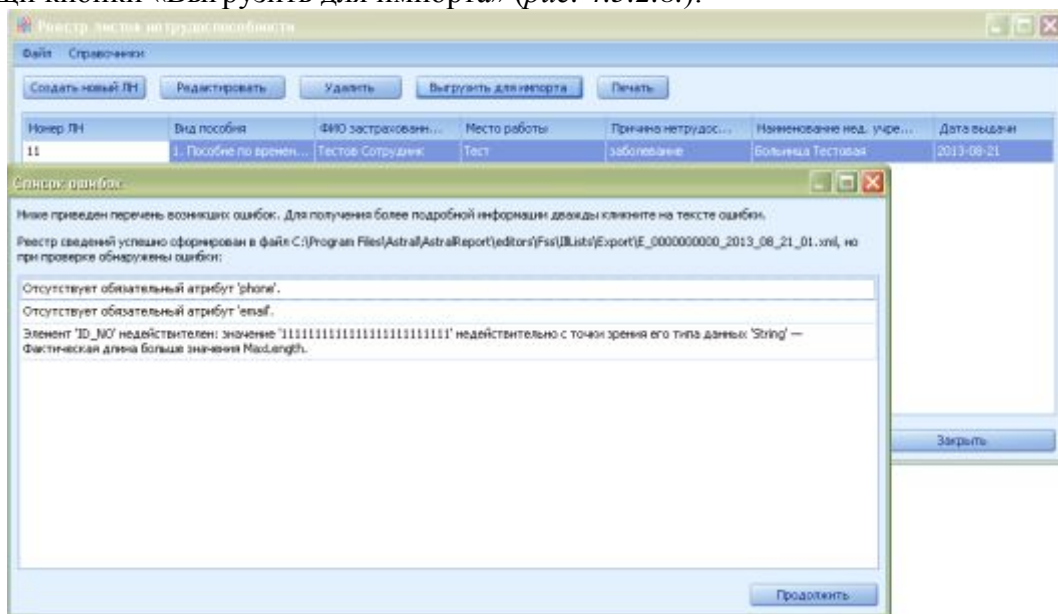 кнопки «Выгрузить для импорта» (рис. 4.3.2.8.).
Реестр листов нетрудоспособности
Файл Справочники
Создать новый ЛН Редактировать Удалить Выгрузить для импорта Печать
Номер ЛН Вид пособия ФИО застрахованн... Место работы Причина нетрудос... Наименование мед. учре... Дата выдачи
11 1. Пособие по времен... Тестов Сотрудник Тест заболевание Больница Тестовая 2013-08-21
Список ошибок
Ниже приведен перечень возникших ошибок. Для получения более подробной информации дважды кликните на тексте ошибки.
Реестр сведений успешно сформирован в файл C:\Program Files\Astral\AstralReport\editors\Fss\IllLists\Export\E_0000000000_2013_08_21_01.xml, но
при проверке обнаружены ошибки:
Отсутствует обязательный атрибут 'phone'.
Отсутствует обязательный атрибут 'email'.
Элемент 'ID_NO' недействителен: значение '1111111111111111111111111' недействительно с точки зрения его типа данных 'String' —
Фактическая длина больше значения MaxLength.
Закрыть
Продолжить